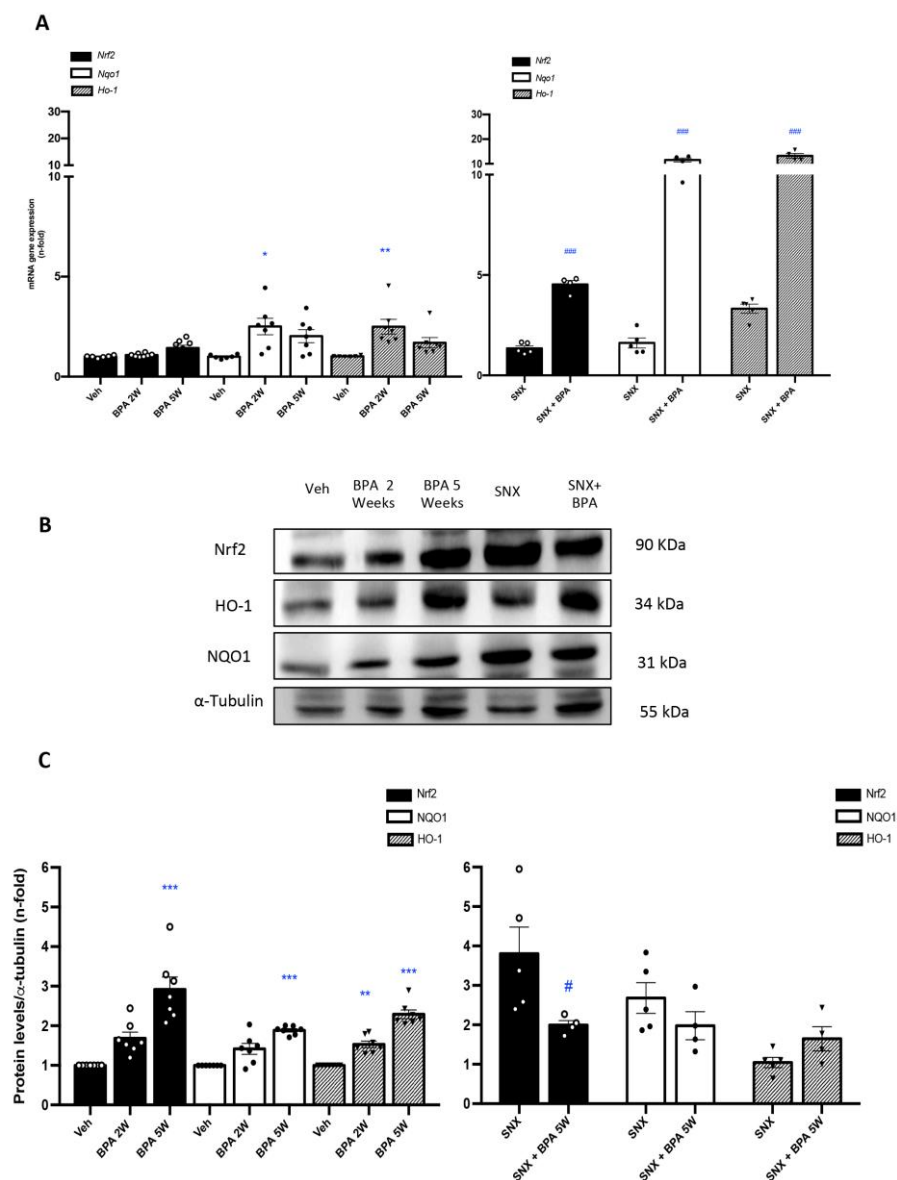 A
Nrf2
Nqo1
Ho-1
Nrf2
Nqo1
Ho-1
mRNA gene expression
(n-fold)
30
20
10
10
5
1
30
20
10
10
5
1
*
**
###
###
###
Veh
BPA 2W
BPA 5W
Veh
BPA 2W
BPA 5W
Veh
BPA 2W
BPA 5W
SNX
SNX + BPA
SNX
SNX + BPA
SNX
SNX + BPA
B
Veh
BPA 2
Weeks
BPA 5
Weeks
SNX
SNX+
BPA
Nrf2
90 KDa
HO-1
34 kDa
NQO1
31 kDa
α-Tubulin
55 kDa
C
Nrf2
NQO1
HO-1
Nrf2
NQO1
HO-1
Protein levels/α-tubulin (n-fold)
6
5
4
3
2
1
0
6
5
4
3
2
1
0
***
***
**
***
#
Veh
BPA 2W
BPA 5W
Veh
BPA 2W
BPA 5W
Veh
BPA 2W
BPA 5W
SNX
SNX + BPA 5W
SNX
SNX + BPA 5W
SNX
SNX + BPA 5W